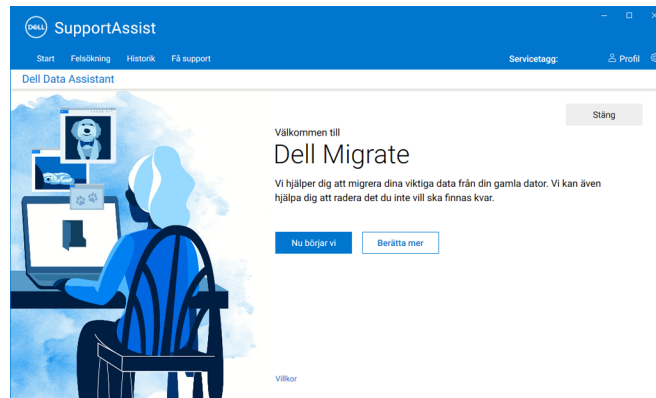 DELL SupportAssist
Start Felsökning Historik Få support Servicetagg: Profil
Dell Data Assistant
Stäng
Välkommen till
Dell Migrate
Vi hjälper dig att migrera dina viktiga data från din gamla dator. Vi kan även
hjälpa dig att radera det du inte vill ska finnas kvar.
Nu börjar vi Berätta mer
Villkor